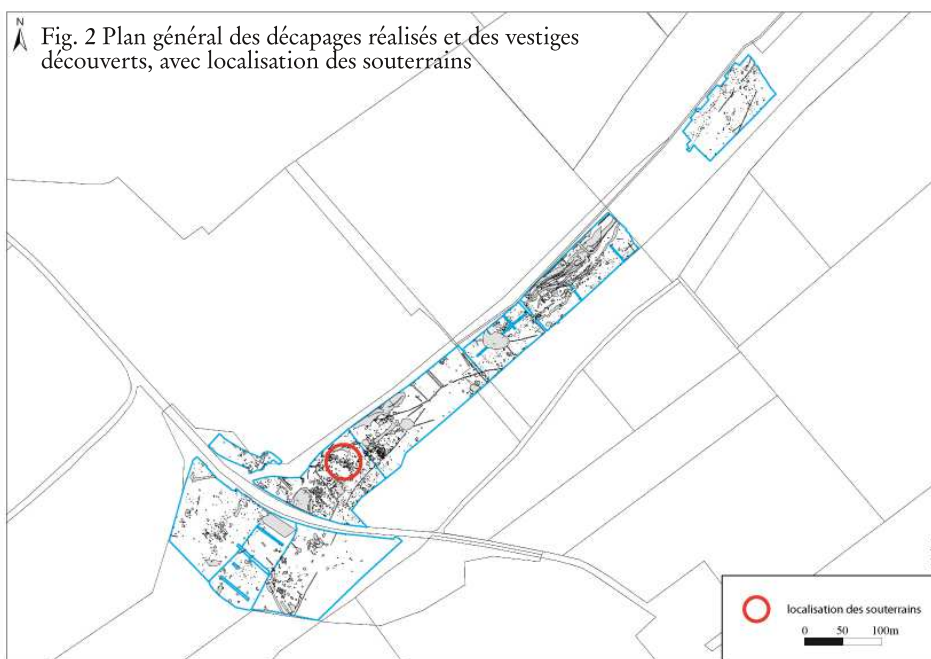 N
Fig. 2 Plan général des décapages réalisés et des vestiges
découverts, avec localisation des souterrains
localisation des souterrains
0 50 100m